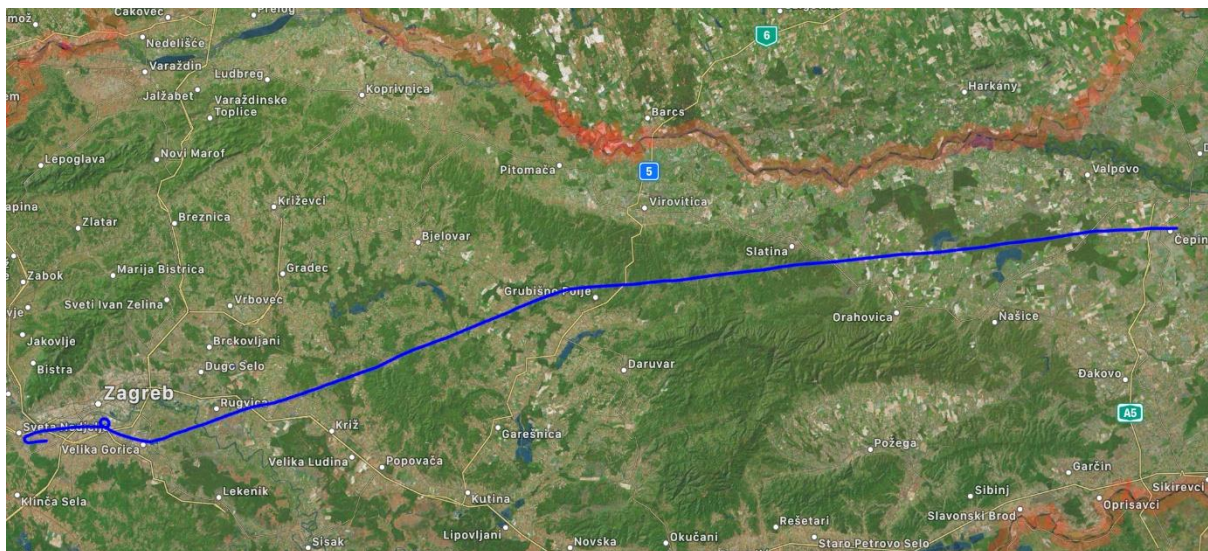 Čakovec
Prelog
Nedelišće
6
Varaždin
Ludbreg
Jalžabet
Varaždinske
Toplice
Koprivnica
Harkány
Barcs
Lepoglava
Novi Marof
Pitomača
5
Valpovo
Križevci
Virovitica
Zlatar
Breznica
Bjelovar
Slatina
Čepin
Zabok
Marija Bistrica
Gradec
Sveti Ivan Zelina
Vrbovec
Grubišno Polje
Orahovica
Našice
Jakovlje
Brckovljani
Bistra
Dugo Selo
Daruvar
Đakovo
Zagreb
Rugvica
A5
Sveta Nedjelja
Križ
Garešnica
Velika Gorica
Velika Ludina
Popovača
Požega
Garčin
Klinča Sela
Lekenik
Kutina
Sibinj
Sikirevci
Oprisavci
Slavonski Brod
Lipovljani
Rešetari
Sisak
Novska
Okučani
Staro Petrovo Selo